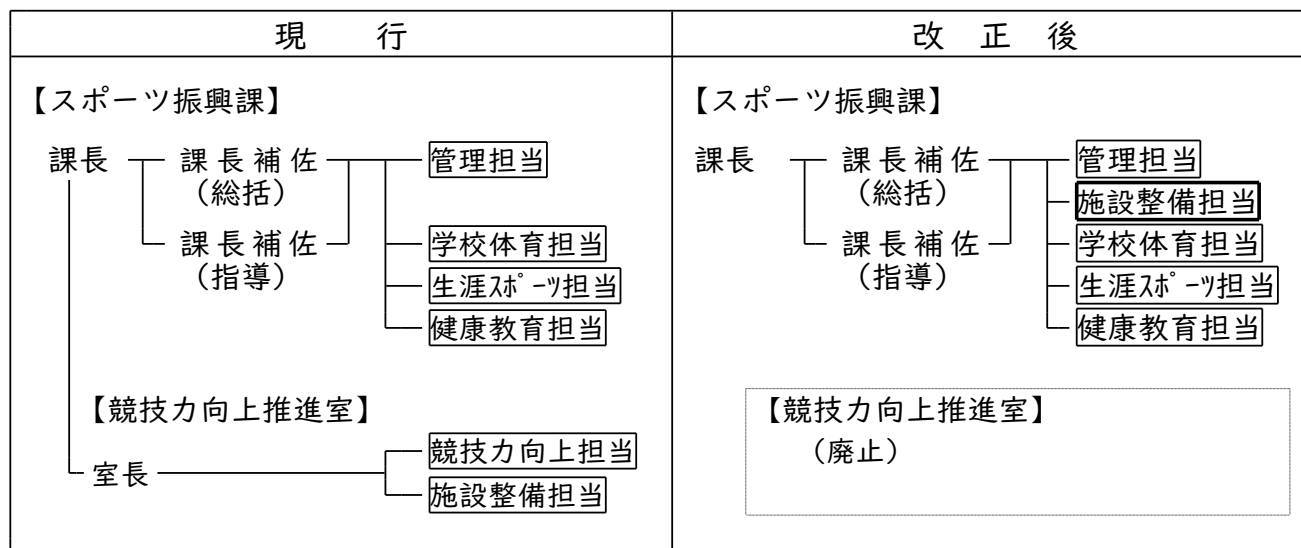 現　　行
【スポーツ振興課】
課長　課長補佐　管理担当
（総括）
課長補佐　学校体育担当
（指導）　生涯ｽﾎﾟｰﾂ担当
健康教育担当
【競技力向上推進室】
競技力向上担当
室長
施設整備担当
改　正　後
【スポーツ振興課】
課長　課長補佐　管理担当
（総括）　施設整備担当
課長補佐　学校体育担当
（指導）　生涯ｽﾎﾟｰﾂ担当
健康教育担当
【競技力向上推進室】
（廃止）